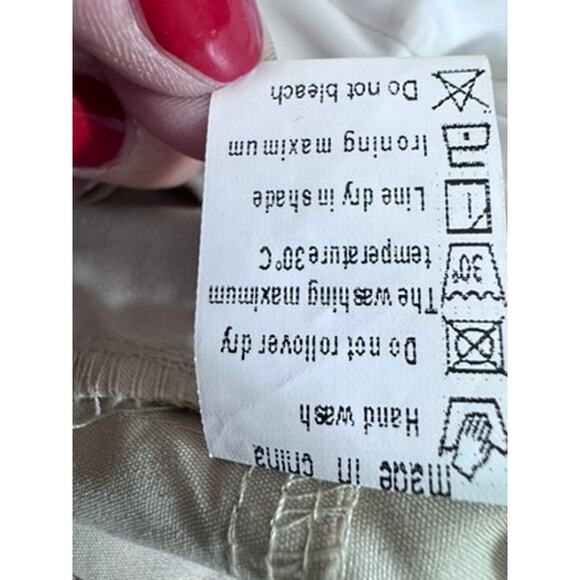 made in china
Hand wash
Do not rollover dry
The washing maximum
temperature30°C
30°
Line dry in shade
Ironing maximum
Do not bleach